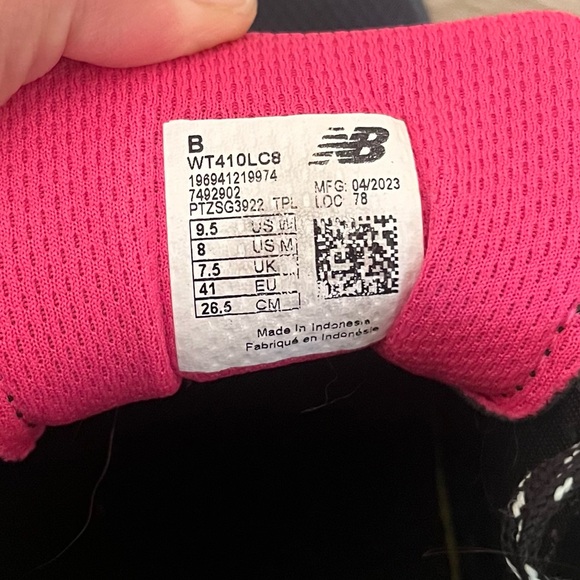 B
WT410LC8
NB
196941219974
7492902
PTZSG3922 TPL
MFG: 04/2023
LOC: 78
9.5 US W
8 US M
7.5 UK
41 EU
26.5 CM
Made in Indonesia
Fabriqué en Indonésie